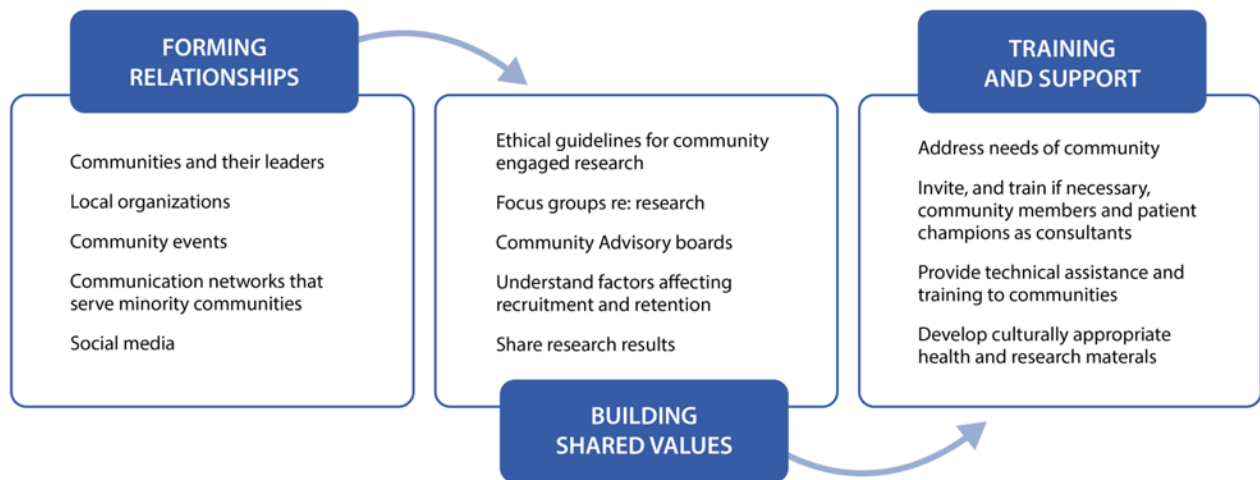 FORMING
RELATIONSHIPS
Communities and their leaders
Local organizations
Community events
Communication networks that
serve minority communities
Social media
Ethical guidelines for community
engaged research
Focus groups re: research
Community Advisory boards
Understand factors affecting
recruitment and retention
Share research results
BUILDING
SHARED VALUES
TRAINING
AND SUPPORT
Address needs of community
Invite, and train if necessary,
community members and patient
champions as consultants
Provide technical assistance and
training to communities
Develop culturally appropriate
health and research materals